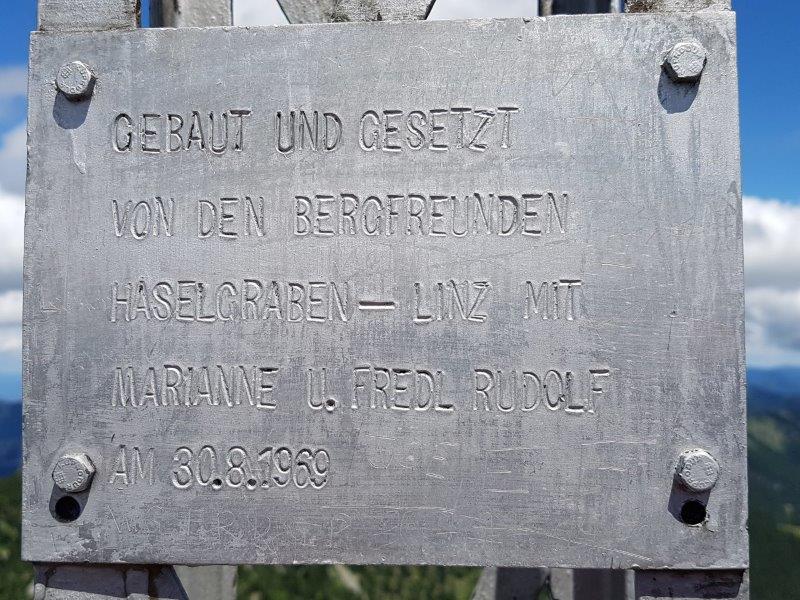 GEBAUT UND GESETZT
VON DEN BERGFREUNDEN
HASELGRABEN – LINZ MIT
MARIANNE U. FREDL RUDOLF
AM 30.8.1969